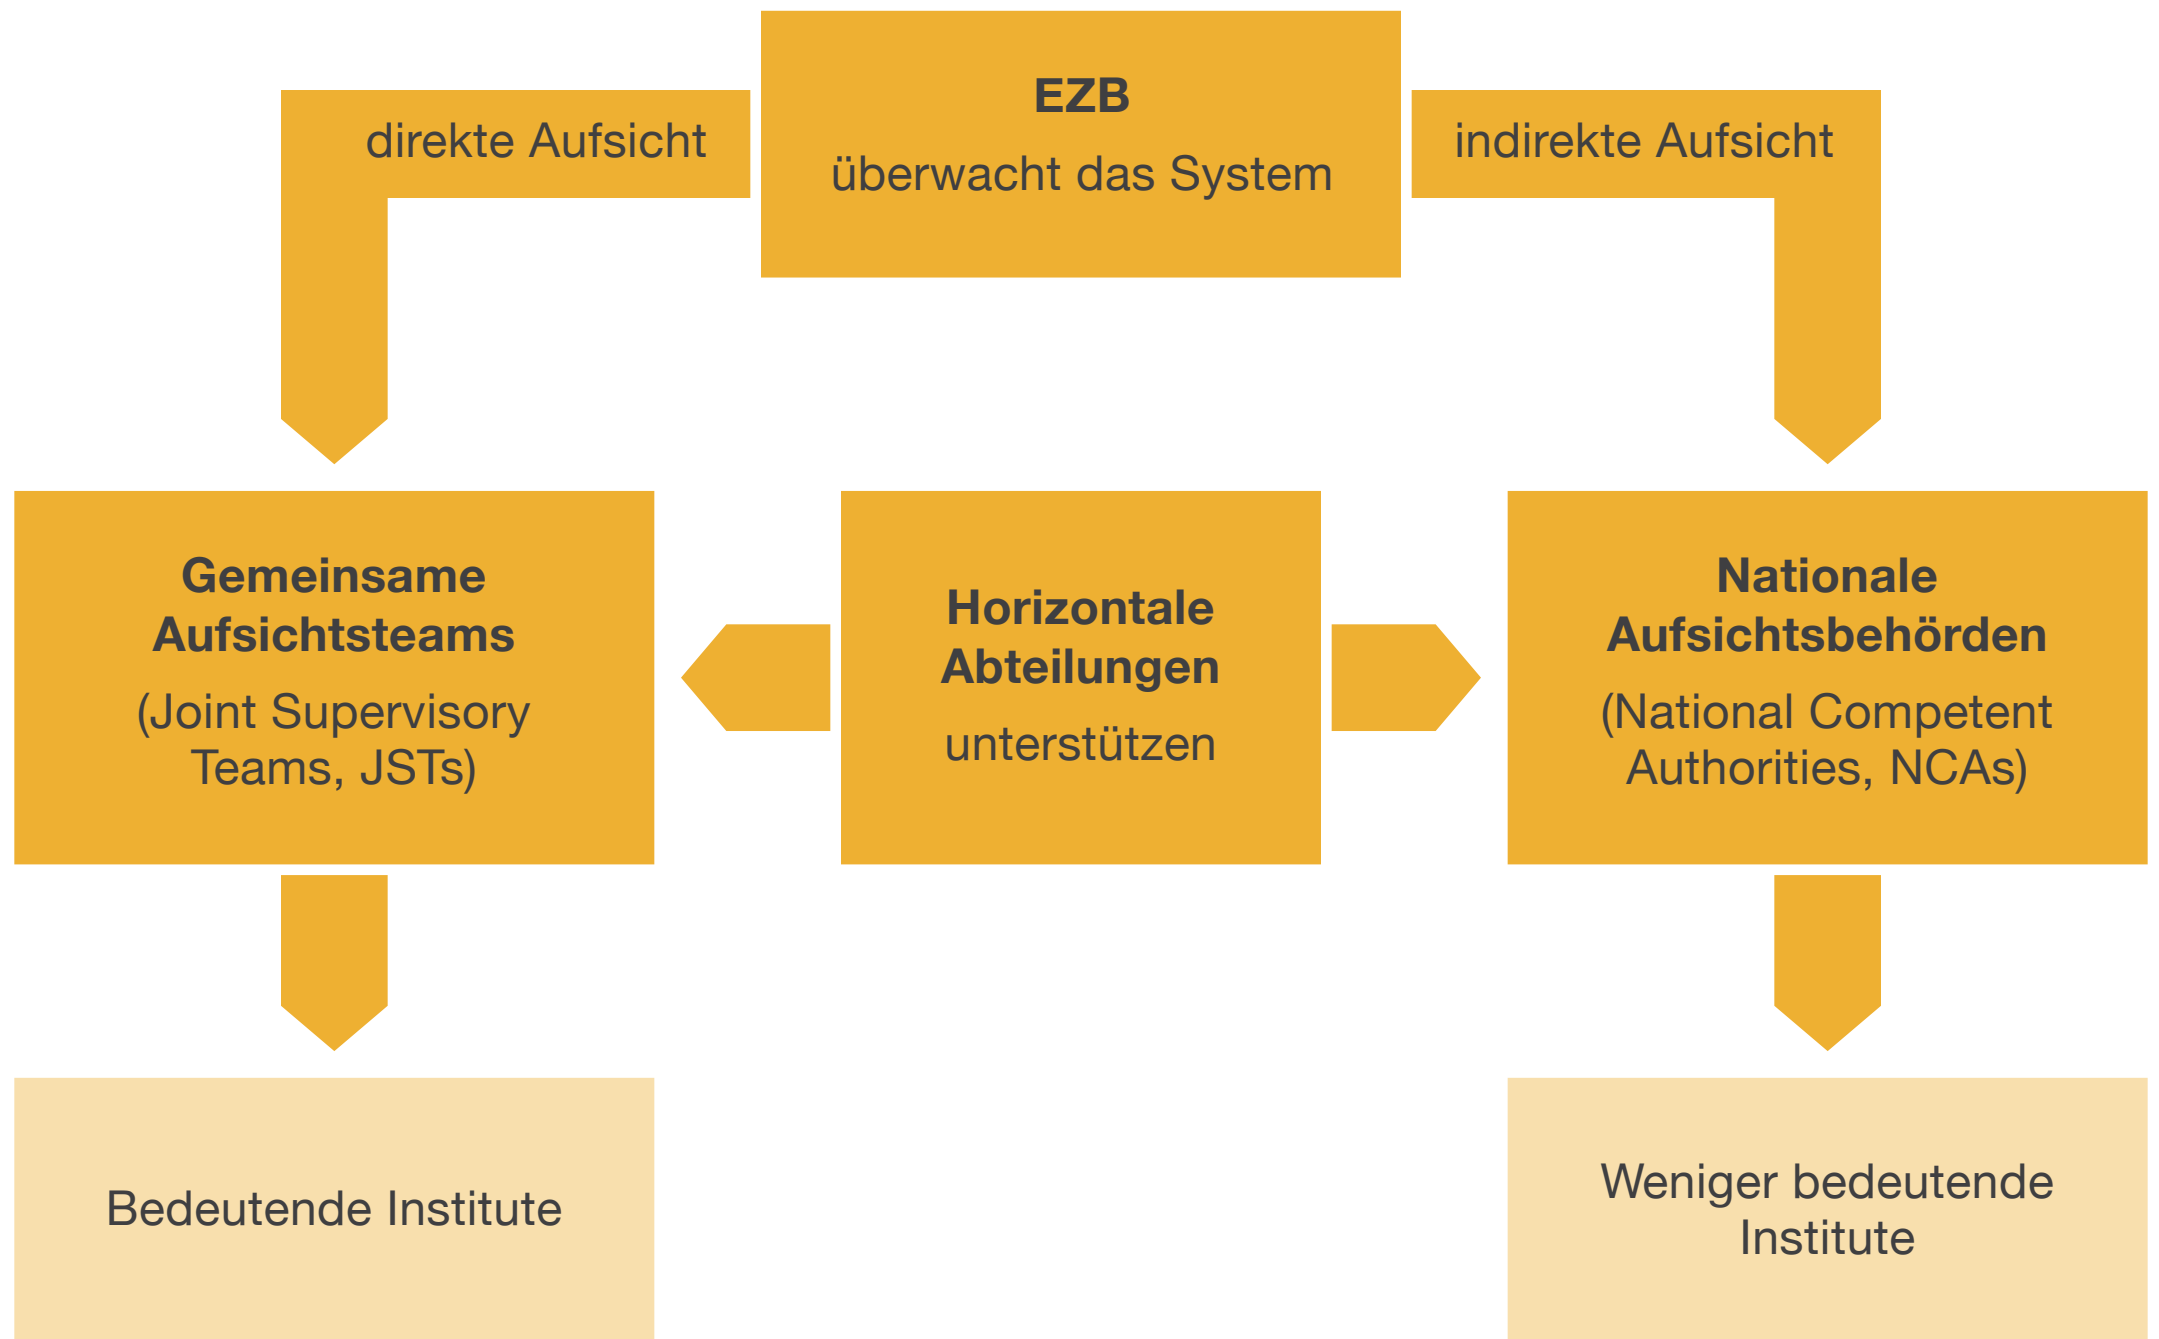 EZB
überwacht das System
direkte Aufsicht
indirekte Aufsicht
Gemeinsame
Aufsichtsteams
(Joint Supervisory
Teams, JSTs)
Horizontale
Abteilungen
unterstützen
Nationale
Aufsichtsbehörden
(National Competent
Authorities, NCAs)
Bedeutende Institute
Weniger bedeutende
Institute